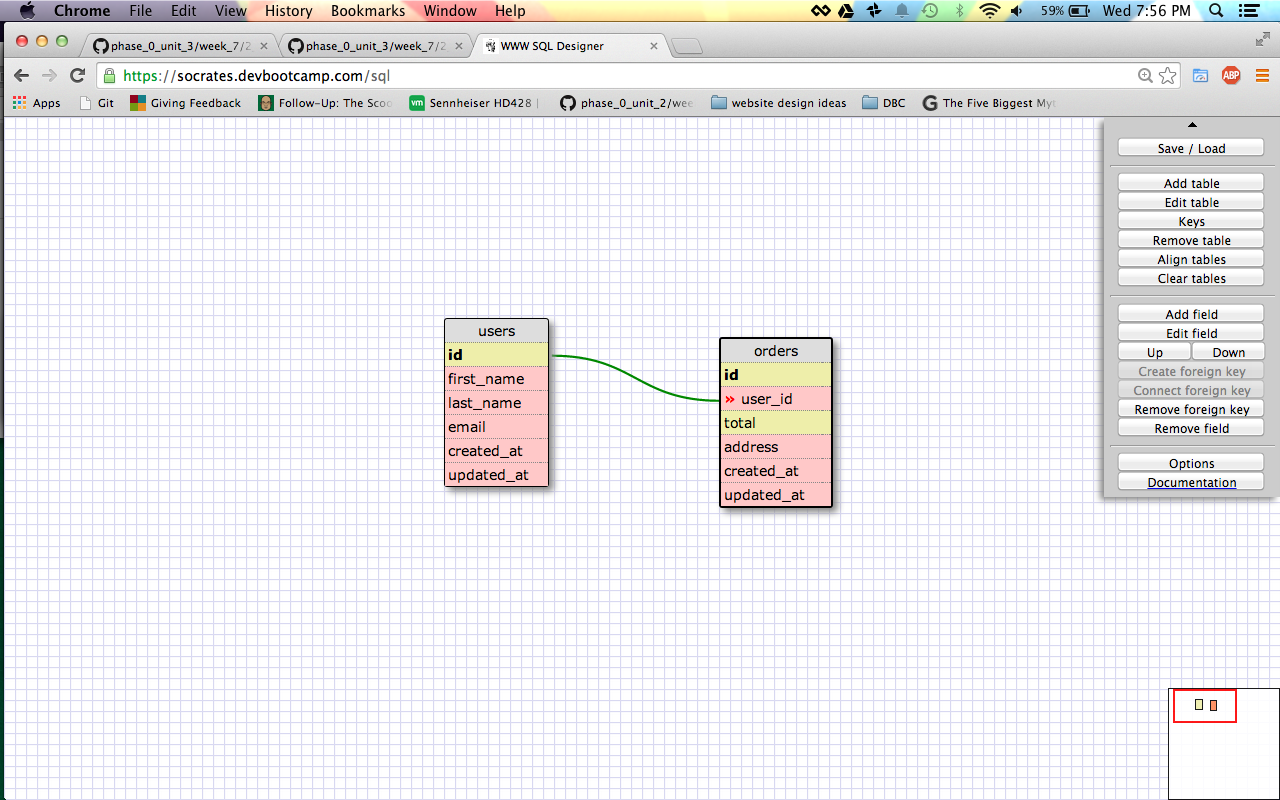 Chrome File Edit View History Bookmarks Window Help 59% Wed 7:56 PM
phase_0_unit_3/week_7/2 phase_0_unit_3/week_7/2 WWW SQL Designer
https://socrates.devbootcamp.com/sql ABP
Apps Git Giving Feedback Follow-Up: The Scoo vm Sennheiser HD428 | phase_0_unit_2/wee website design ideas DBC G The Five Biggest Myt
Save / Load
Add table
Edit table
Keys
Remove table
Align tables
Clear tables
Add field
Edit field
Up Down
Create foreign key
Connect foreign key
Remove foreign key
Remove field
Options
Documentation
users
id
first_name
last_name
email
created_at
updated_at
orders
id
» user_id
total
address
created_at
updated_at